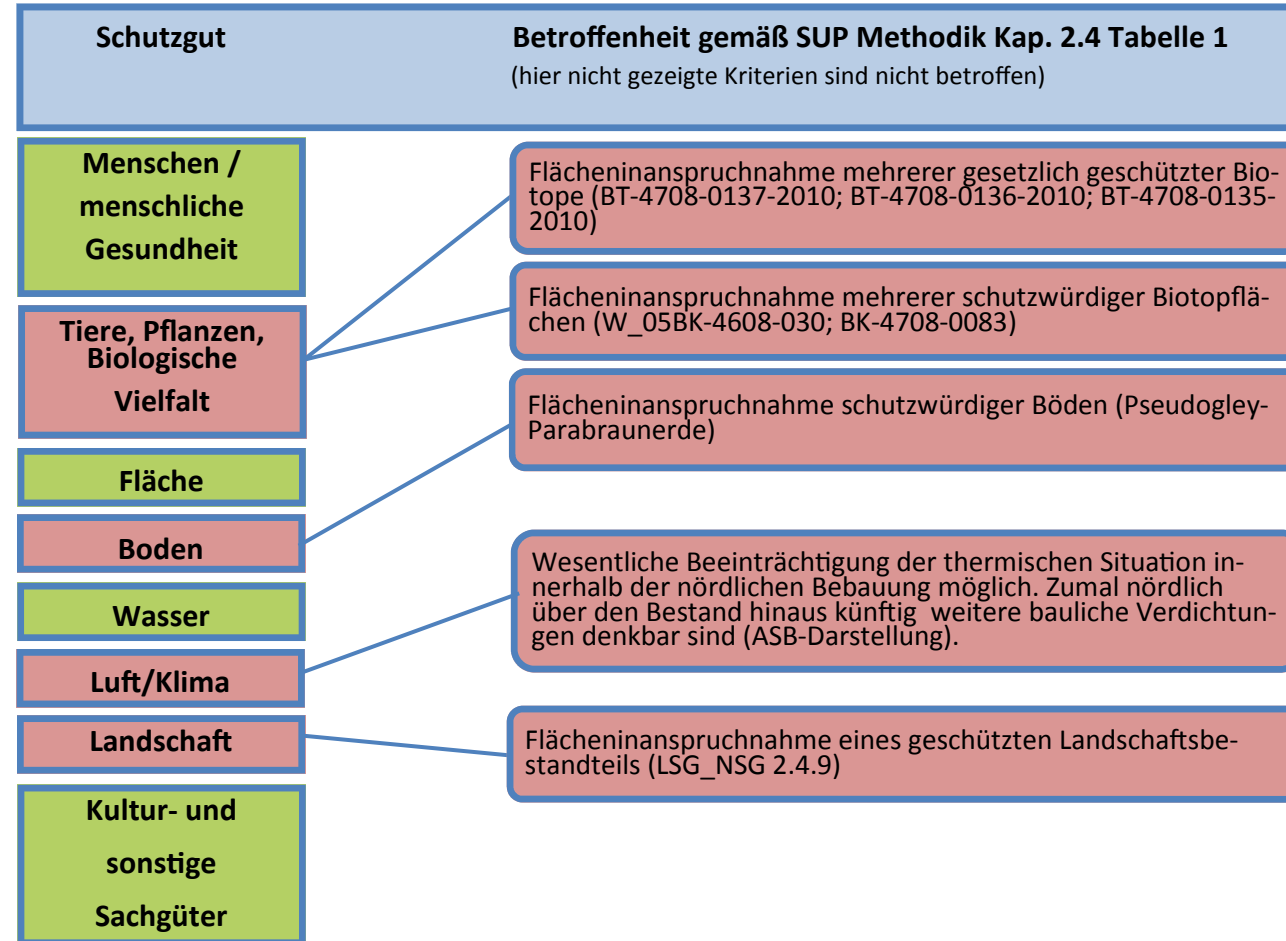 Schutzgut
Betroffenheit gemäß SUP Methodik Kap. 2.4 Tabelle 1
(hier nicht gezeigte Kriterien sind nicht betroffen)
Menschen /
menschliche
Gesundheit
Tiere, Pflanzen,
Biologische
Vielfalt
Fläche
Boden
Wasser
Luft/Klima
Landschaft
Kultur- und
sonstige
Sachgüter
Flächeninanspruchnahme mehrerer gesetzlich geschützter Bio-
tope (BT-4708-0137-2010; BT-4708-0136-2010; BT-4708-0135-
2010)
Flächeninanspruchnahme mehrerer schutzwürdiger Biotopflä-
chen (W_05BK-4608-030; BK-4708-0083)
Flächeninanspruchnahme schutzwürdiger Böden (Pseudogley-
Parabraunerde)
Wesentliche Beeinträchtigung der thermischen Situation in-
nerhalb der nördlichen Bebauung möglich. Zumal nördlich
über den Bestand hinaus künftig weitere bauliche Verdichtun-
gen denkbar sind (ASB-Darstellung).
Flächeninanspruchnahme eines geschützten Landschaftsbe-
standteils (LSG_NSG 2.4.9)